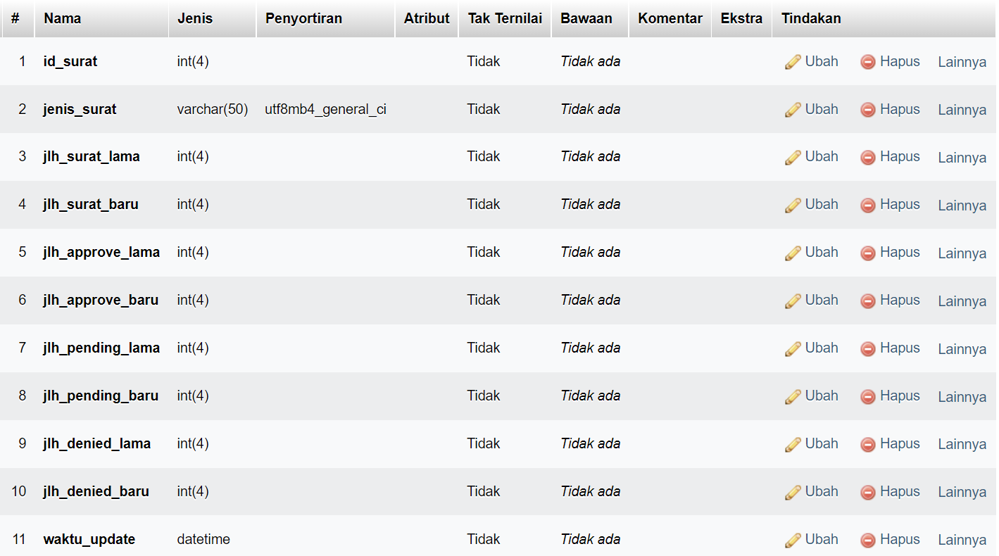 # Nama Jenis Penyortiran Atribut Tak Ternilai Bawaan Komentar Ekstra Tindakan
1 id_surat int(4) Tidak Tidak ada Ubah Hapus Lainnya
2 jenis_surat varchar(50) utf8mb4_general_ci Tidak Tidak ada Ubah Hapus Lainnya
3 jlh_surat_lama int(4) Tidak Tidak ada Ubah Hapus Lainnya
4 jlh_surat_baru int(4) Tidak Tidak ada Ubah Hapus Lainnya
5 jlh_approve_lama int(4) Tidak Tidak ada Ubah Hapus Lainnya
6 jlh_approve_baru int(4) Tidak Tidak ada Ubah Hapus Lainnya
7 jlh_pending_lama int(4) Tidak Tidak ada Ubah Hapus Lainnya
8 jlh_pending_baru int(4) Tidak Tidak ada Ubah Hapus Lainnya
9 jlh_denied_lama int(4) Tidak Tidak ada Ubah Hapus Lainnya
10 jlh_denied_baru int(4) Tidak Tidak ada Ubah Hapus Lainnya
11 waktu_update datetime Tidak Tidak ada Ubah Hapus Lainnya